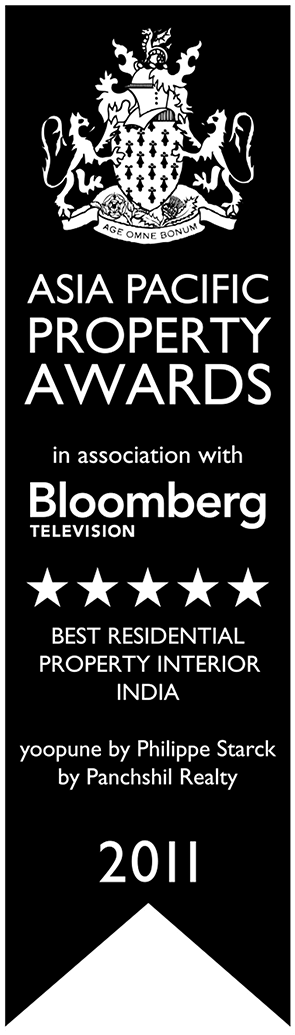 AGE OMNE BONUM
ASIA PACIFIC
PROPERTY
AWARDS
in association with
Bloomberg
TELEVISION
BEST RESIDENTIAL
PROPERTY INTERIOR
INDIA
yoopune by Philippe Starck
by Panchshil Realty
2011